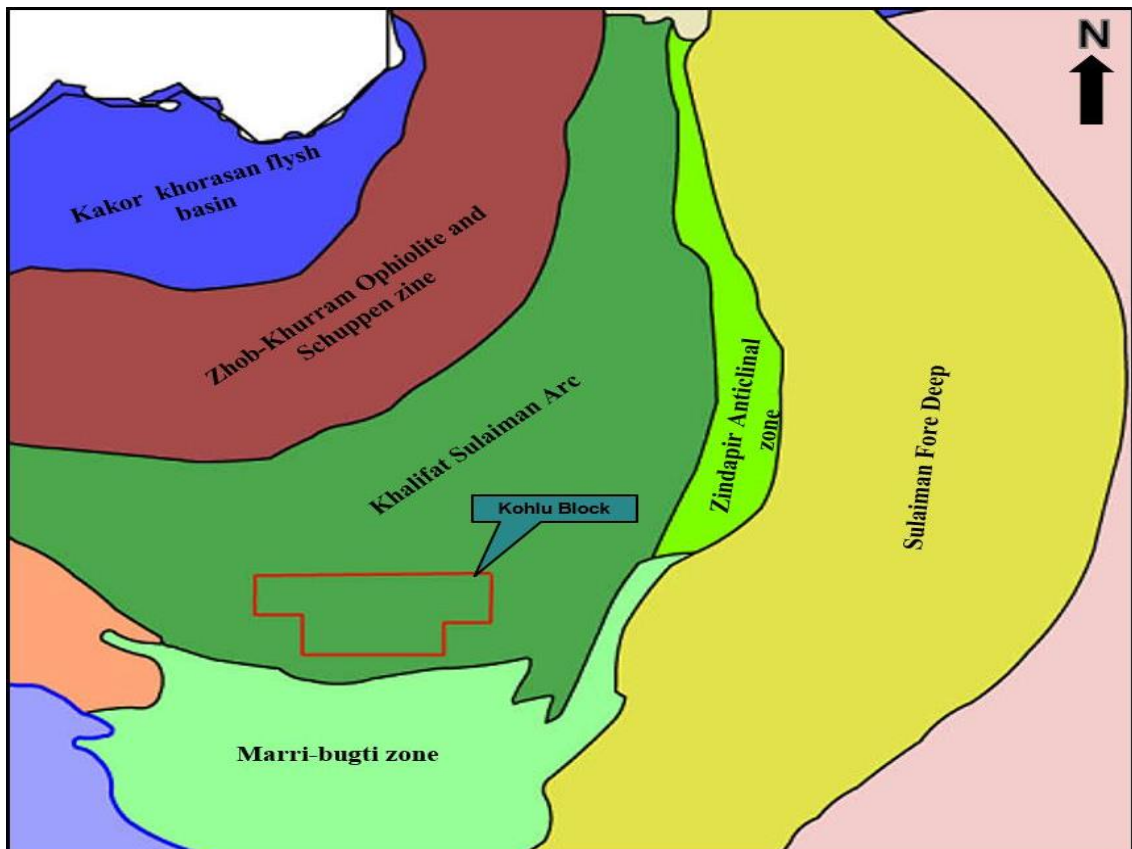 N
Kakor khorasan flysh
basin
Zhob-Khurram Ophiolite and
Schuppen zine
Khalifat Sulaiman Arc
Zindapir Anticlinal
zone
Sulaiman Fore Deep
Kohlu Block
Marri-bugti zone